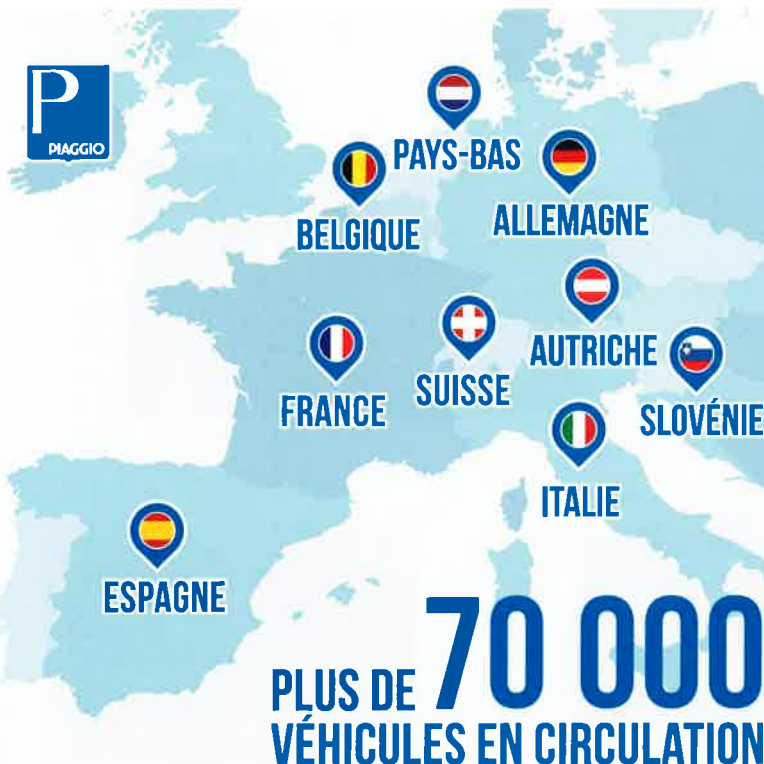 P
PIAGGIO
PAYS-BAS
BELGIQUE
ALLEMAGNE
AUTRICHE
FRANCE
SUISSE
SLOVÉNIE
ITALIE
ESPAGNE
PLUS DE 70 000
VÉHICULES EN CIRCULATION